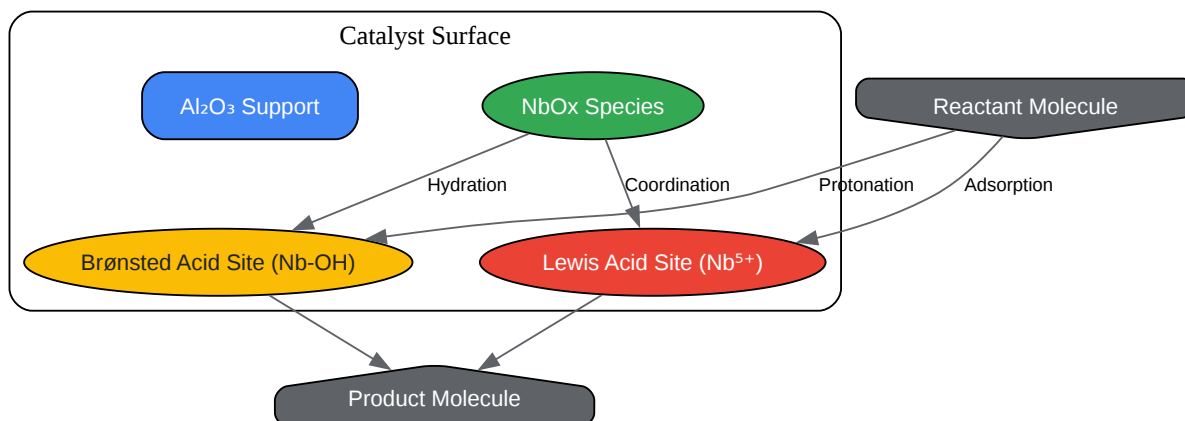 Catalyst Surface
Al₂O₃ Support
NbOx Species
Reactant Molecule
Hydration
Coordination
Protonation
Adsorption
Brønsted Acid Site (Nb-OH)
Lewis Acid Site (Nb⁵⁺)
Product Molecule